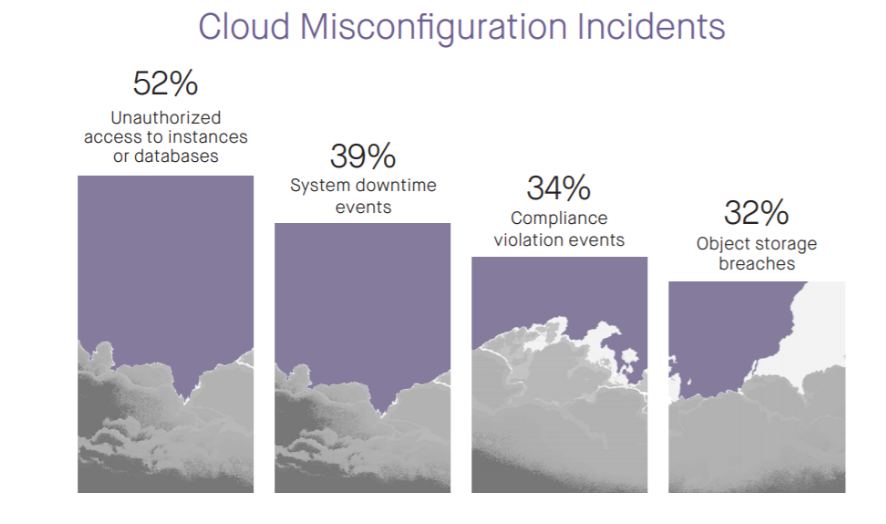 Cloud Misconfiguration Incidents
52%
Unauthorized
access to instances
or databases
39%
System downtime
events
34%
Compliance
violation events
32%
Object storage
breaches